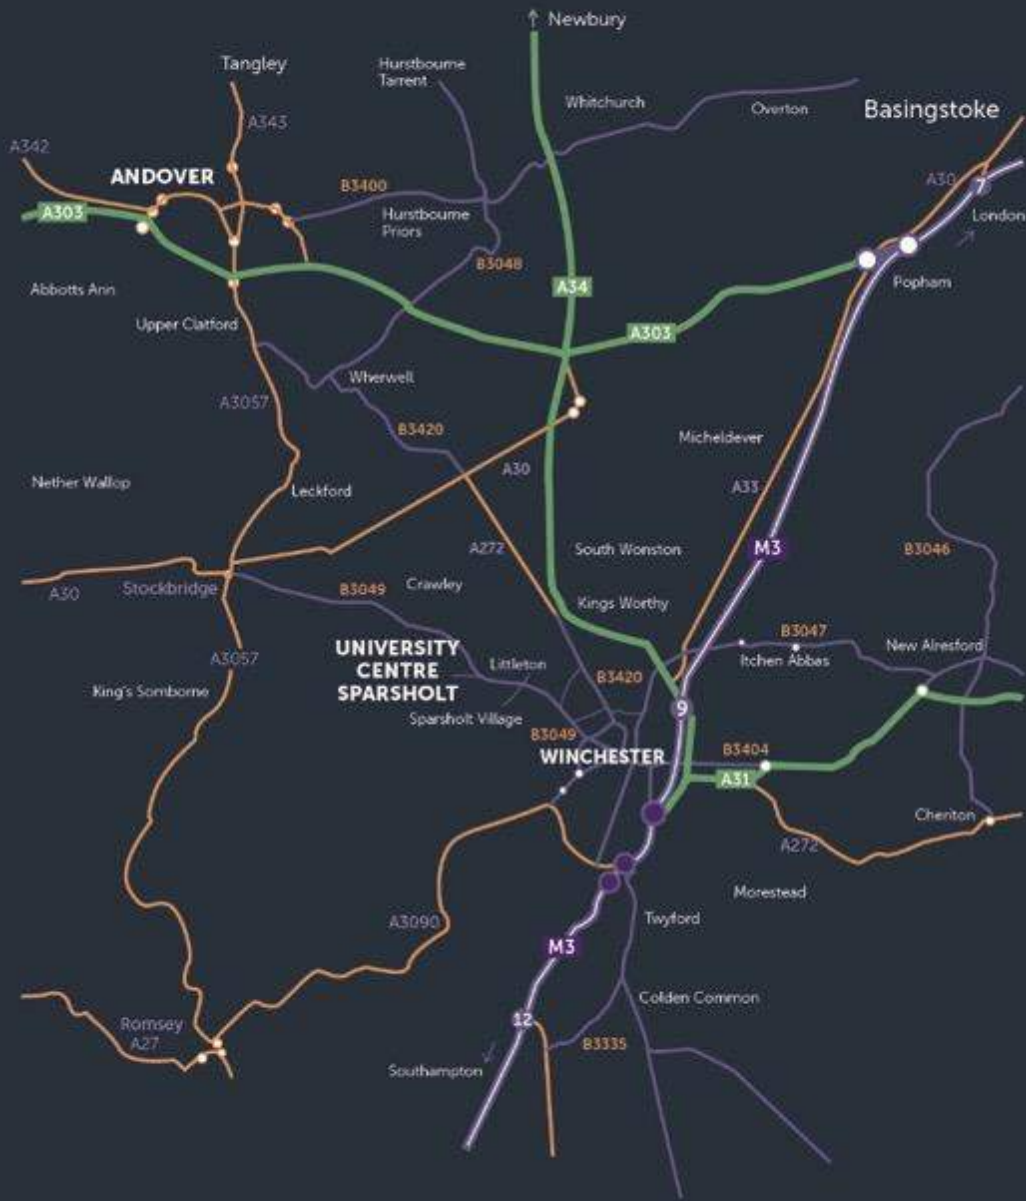 Newbury
Tangley
Hurstbourne
Tarrent
Whitchurch
Overton
Basingstoke
A343
A342
ANDOVER
B3400
A30
7
A303
Hurstbourne
Priors
London
B3048
Abbotts Ann
A34
Popham
Upper Clatford
A303
Wherwell
A3057
B3420
Micheldever
A30
Nether Wallop
Leckford
A33
A272
South Wonston
M3
B3046
A30
Stockbridge
B3049
Crawley
Kings Worthy
B3047
UNIVERSITY
CENTRE
SPARSHOLT
A3057
Littleton
Itchen Abbas
New Alresford
King's Somborne
B3420
Sparsholt Village
9
B3049
WINCHESTER
B3404
A31
Cheriton
A272
Morestead
A3090
Twyford
M3
Colden Common
12
Romsey
A27
B3335
Southampton